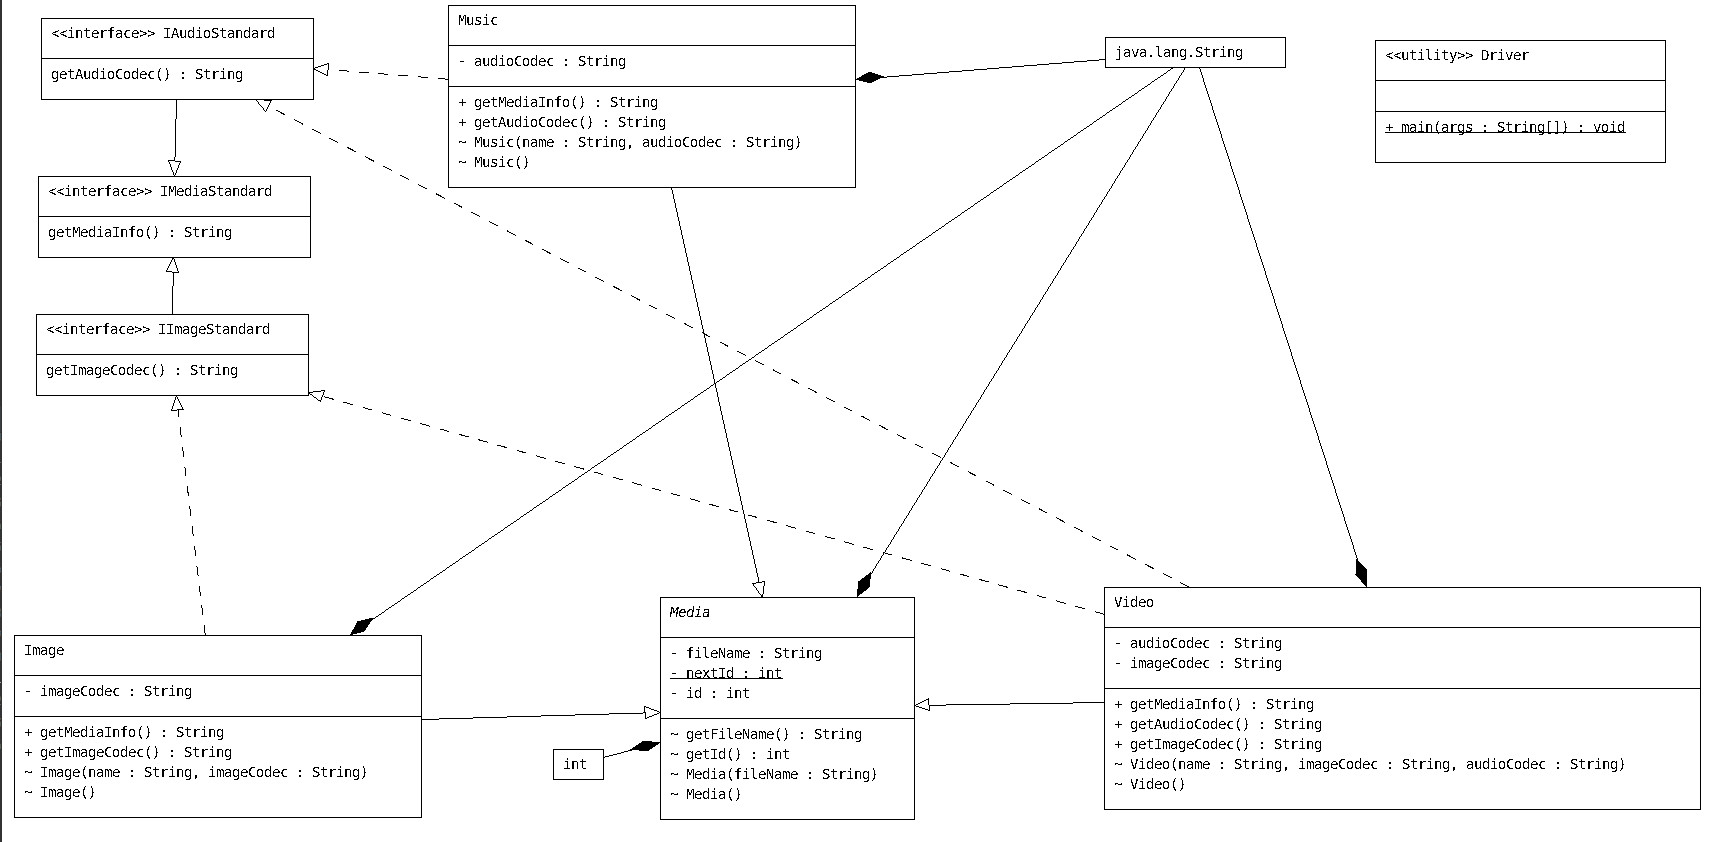 <<interface>> IAudioStandard
getAudioCodec() : String
Music
- audioCodec : String
+ getMediaInfo() : String
+ getAudioCodec() : String
~ Music(name : String, audioCodec : String)
~ Music()
java.lang.String
<<utility>> Driver
+ main(args : String[]) : void
<<interface>> IMediaStandard
getMediaInfo() : String
<<interface>> IImageStandard
getImageCodec() : String
Image
- imageCodec : String
+ getMediaInfo() : String
+ getImageCodec() : String
~ Image(name : String, imageCodec : String)
~ Image()
int
Media
- fileName : String
- nextId : int
- id : int
~ getFileName() : String
~ getId() : int
~ Media(fileName : String)
~ Media()
Video
- audioCodec : String
- imageCodec : String
+ getMediaInfo() : String
+ getAudioCodec() : String
+ getImageCodec() : String
~ Video(name : String, imageCodec : String, audioCodec : String)
~ Video()